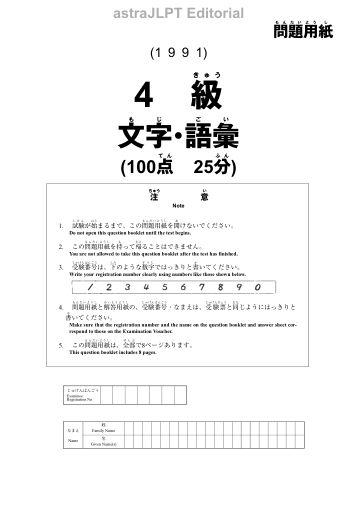 astraJLPT Editorial
問題用紙
(1991)
4 級
文字・語彙
(100点 25分)
注 意
Note
1. 試験が始まるまで、この問題用紙を開けないでください。
Do not open this question booklet until the test begins.
2. この問題用紙を持って帰ることはできません。
You are not allowed to take this question booklet after the test has finished.
3. 受験番号は、下のような数字ではっきりと書いてください。
Write your registration number clearly using numbers like those shown below.
1 2 3 4 5 6 7 8 9 0
4. 問題用紙と解答用紙の、受験番号・なまえは、受験票と同じようにはっきりと
書いてください。
Make sure that the registration number and the name on the question booklet and answer sheet cor-
respond to those on the Examination Voucher.
5. この問題用紙は、全部で8ページあります。
This question booklet includes 8 pages.
じゅけんばんごう
Examinee
Registration No.
なまえ
Name
姓
Family Name
名
Given Name(s)